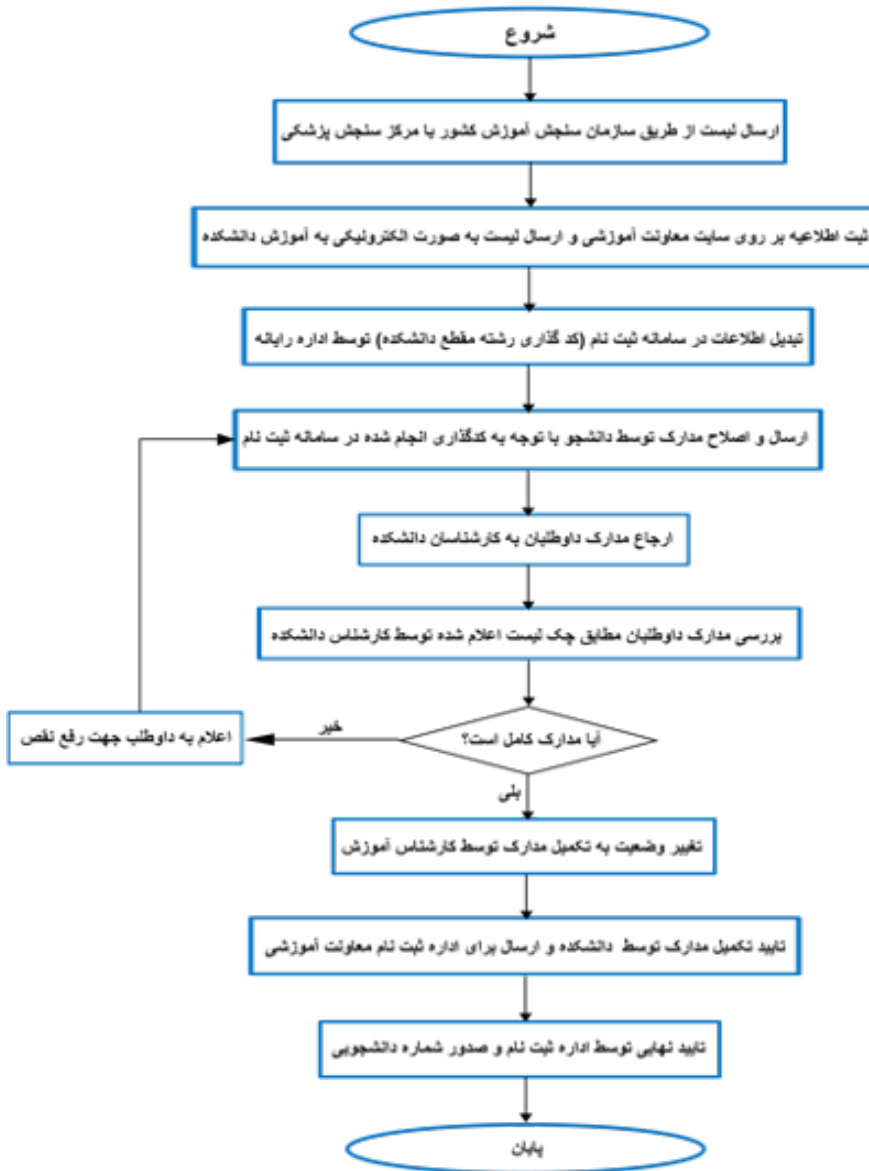 شروع
ارسال لیست از طریق سازمان سنجش آموزش کشور یا مرکز سنجش پزشکی
ثبت اطلاعیه بر روی سایت معاونت آموزشی و ارسال لیست به صورت الکترونیکی به آموزش دانشکده
تبدیل اطلاعات در سامانه ثبت نام (کد گذاری رشته مقطع دانشکده) توسط اداره رایانه
ارسال و اصلاح مدارک توسط دانشجو با توجه به کدگذاری انجام شده در سامانه ثبت نام
ارجاع مدارک داوطلبان به کارشناسان دانشکده
بررسی مدارک داوطلبان مطابق چک لیست اعلام شده توسط کارشناس دانشکده
آیا مدارک کامل است؟
خیر
اعلام به داوطلب جهت رفع نقص
بلی
تغییر وضعیت به تکمیل مدارک توسط کارشناس آموزش
تایید تکمیل مدارک توسط دانشکده و ارسال برای اداره ثبت نام معاونت آموزشی
تایید نهایی توسط اداره ثبت نام و صدور شماره دانشجویی
پایان